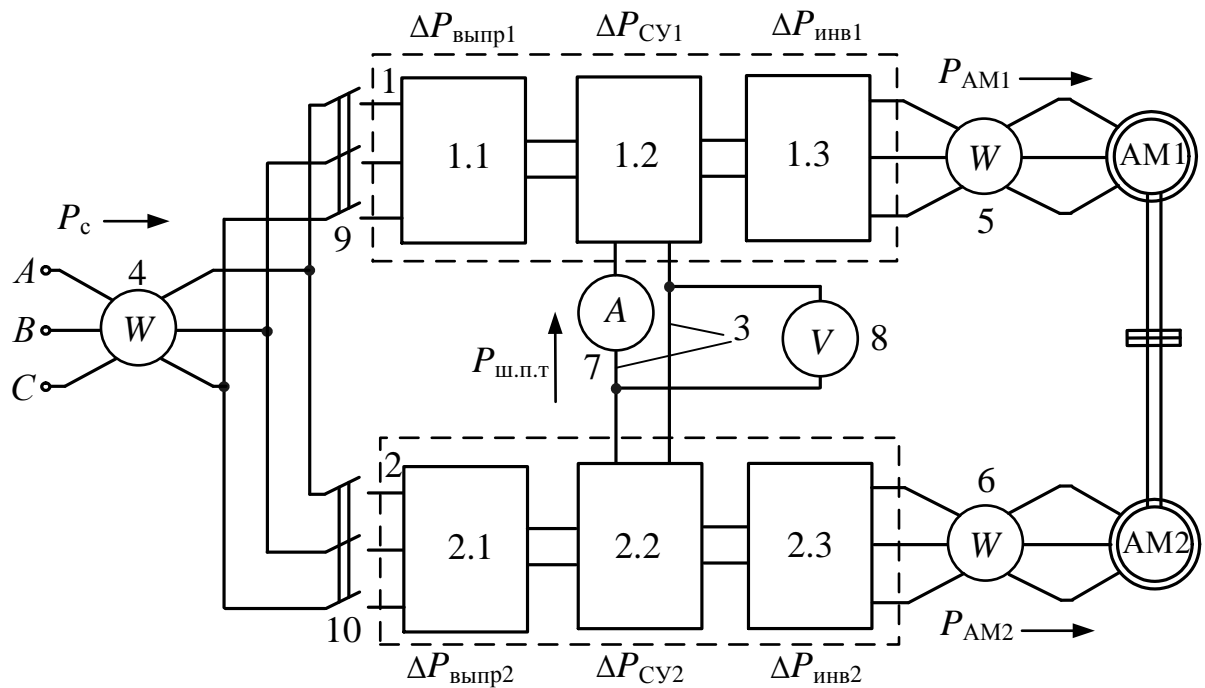 ΔPвыпр1 ΔPСУ1 ΔPинв1
1
1.1
1.2
1.3
PАМ1
W
5
АМ1
9
Pс
A
B
C
4
W
A
7
3
V
8
Pш.п.т
2
2.1
2.2
2.3
6
W
АМ2
10
PАМ2
ΔPвыпр2 ΔPСУ2 ΔPинв2